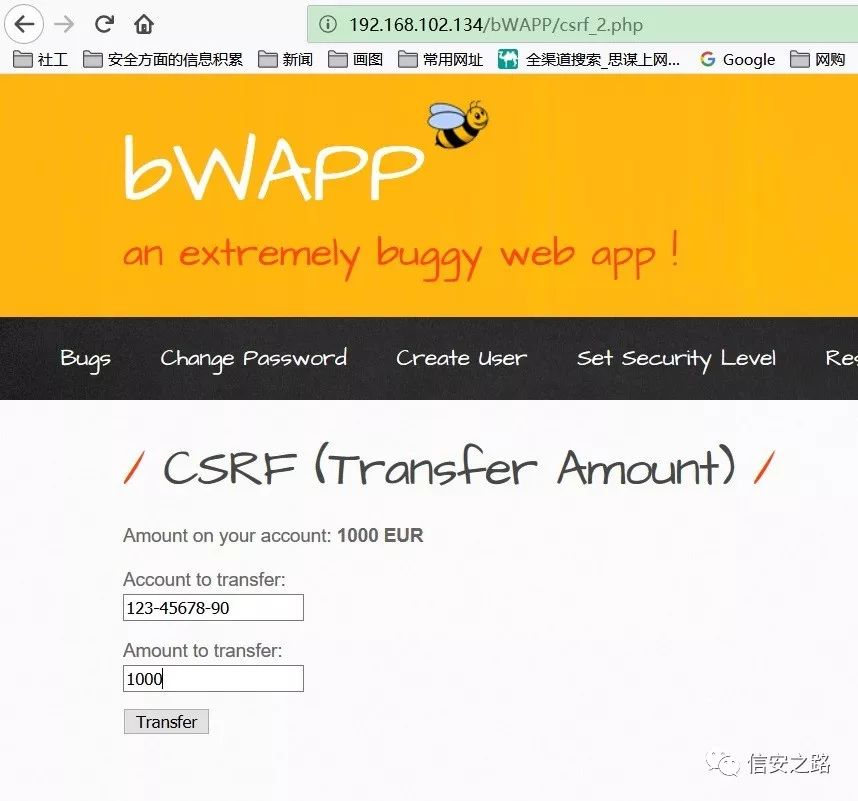 192.168.102.134/bWAPP/csrf_2.php
社工 安全方面的信息积累 新闻 画图 常用网址 全渠道搜索_思谋上网... Google 网购
bWAPP
an extremely buggy web app !
Bugs Change Password Create User Set Security Level Res
/ CSRF (Transfer Amount) /
Amount on your account: 1000 EUR
Account to transfer:
123-45678-90
Amount to transfer:
1000
Transfer
信安之路